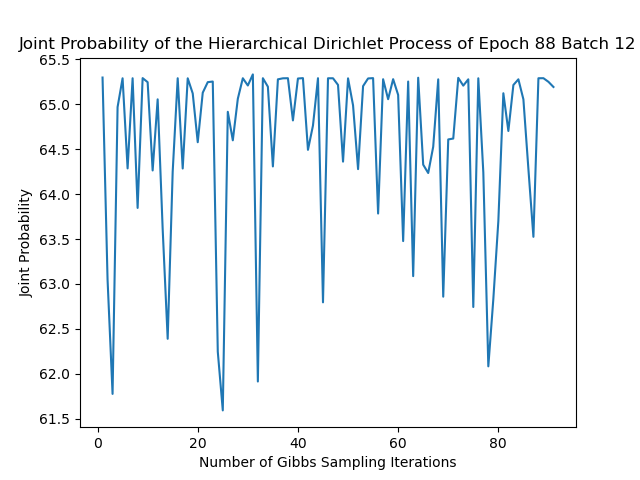 Joint Probability of the Hierarchical Dirichlet Process of Epoch 88 Batch 12
65.5
65.0
64.5
64.0
63.5
63.0
62.5
62.0
61.5
Joint Probability
0 20 40 60 80
Number of Gibbs Sampling Iterations